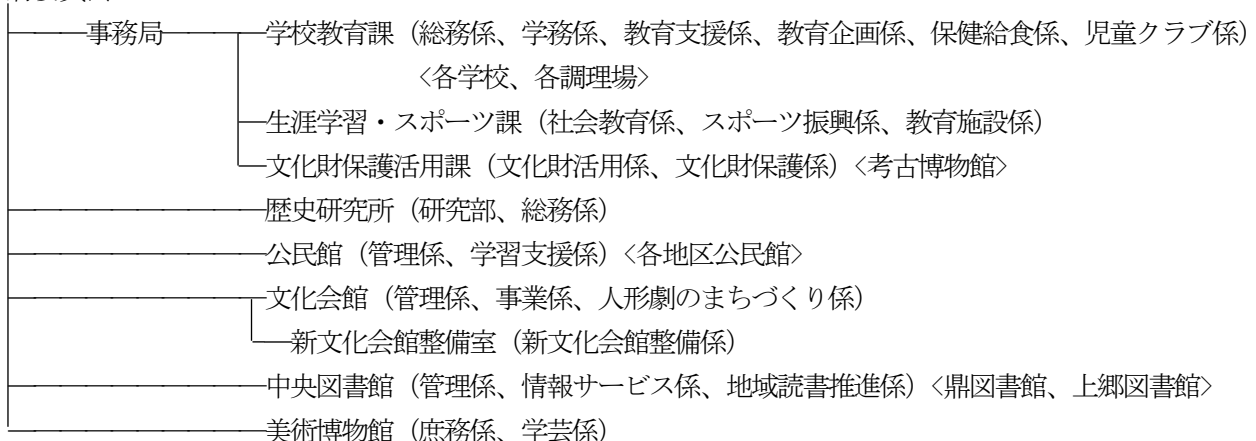 事務局 学校教育課（総務係、学務係、教育支援係、教育企画係、保健給食係、児童クラブ係）
〈各学校、各調理場〉
生涯学習・スポーツ課（社会教育係、スポーツ振興係、教育施設係）
文化財保護活用課（文化財活用係、文化財保護係）〈考古博物館〉
歴史研究所（研究部、総務係）
公民館（管理係、学習支援係）〈各地区公民館〉
文化会館（管理係、事業係、人形劇のまちづくり係）
新文化会館整備室（新文化会館整備係）
中央図書館（管理係、情報サービス係、地域読書推進係）〈鼎図書館、上郷図書館〉
美術博物館（庶務係、学芸係）